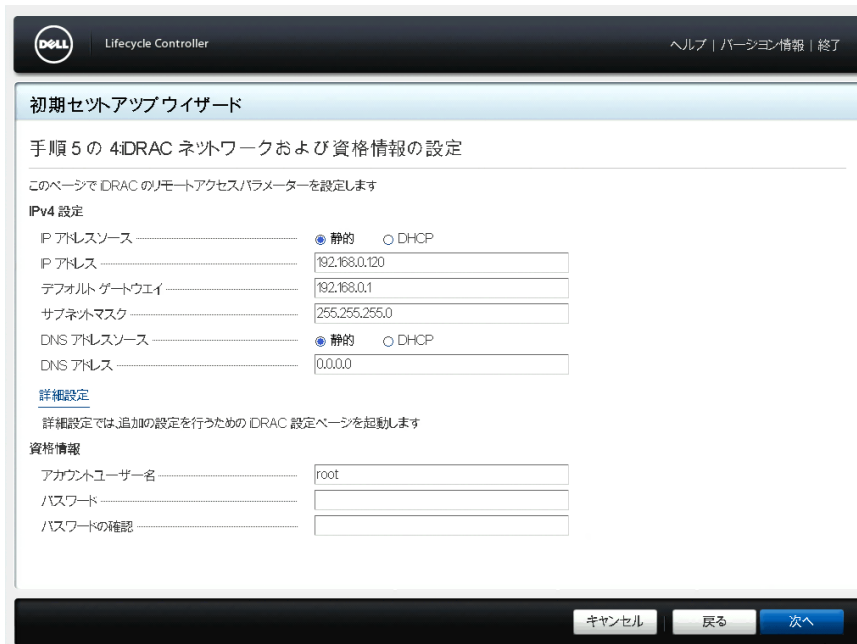 DELL
Lifecycle Controller
ヘルプ | バージョン情報 | 終了
初期セットアップウィザード
手順 5 の 4:iDRAC ネットワークおよび資格情報の設定
このページで iDRAC のリモートアクセスパラメーターを設定します
IPv4 設定
IP アドレスソース 静的 DHCP
IP アドレス 192.168.0.120
デフォルト ゲートウエイ 192.168.0.1
サブネットマスク 255.255.255.0
DNS アドレスソース 静的 DHCP
DNS アドレス 0.0.0.0
詳細設定
詳細設定では、追加の設定を行うための iDRAC 設定ページを起動します
資格情報
アカウントユーザー名 root
パスワード
パスワードの確認
キャンセル 戻る 次へ